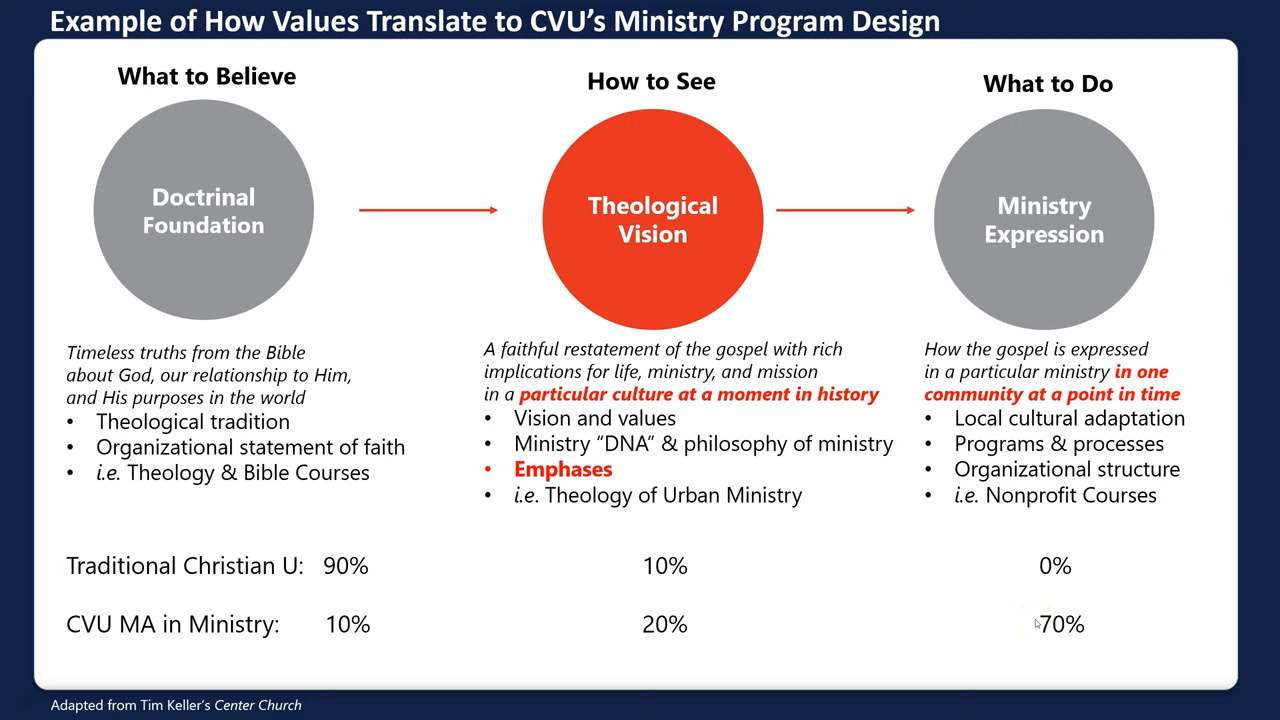 Example of How Values Translate to CVU's Ministry Program Design
What to Believe
Doctrinal
Foundation
Timeless truths from the Bible
about God, our relationship to Him,
and His purposes in the world
• Theological tradition
• Organizational statement of faith
• i.e. Theology & Bible Courses
How to See
Theological
Vision
A faithful restatement of the gospel with rich
implications for life, ministry, and mission
in a particular culture at a moment in history
• Vision and values
• Ministry “DNA” & philosophy of ministry
• Emphases
• i.e. Theology of Urban Ministry
What to Do
Ministry
Expression
How the gospel is expressed
in a particular ministry in one
community at a point in time
• Local cultural adaptation
• Programs & processes
• Organizational structure
• i.e. Nonprofit Courses
Traditional Christian U: 90% 10% 0%
CVU MA in Ministry: 10% 20% 70%
Adapted from Tim Keller's Center Church